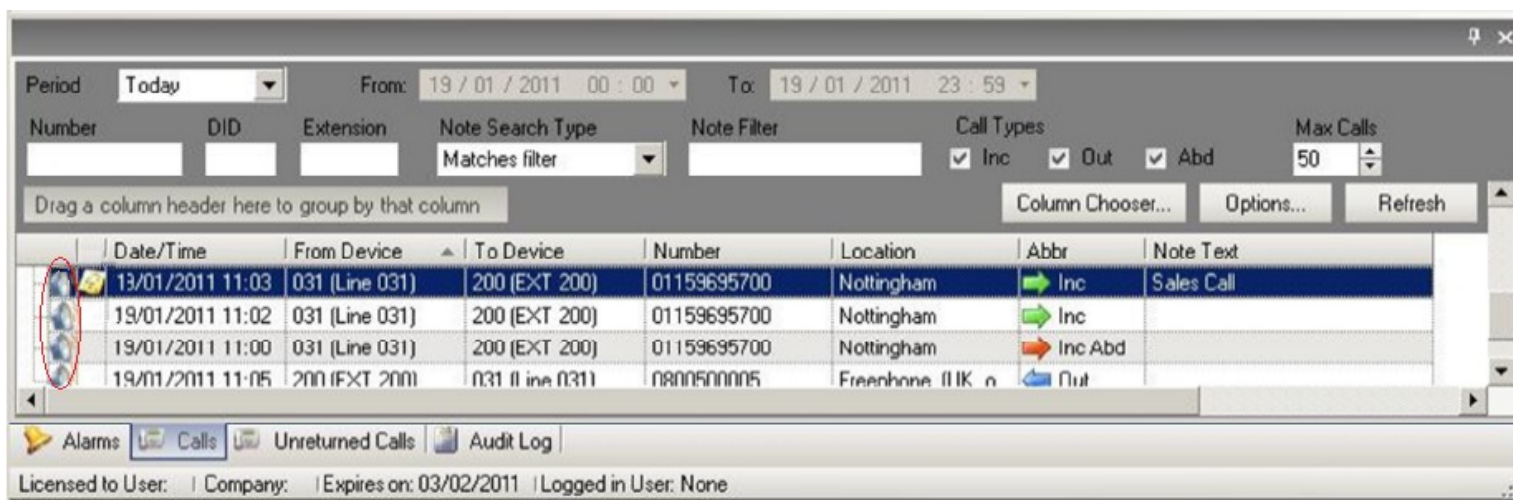 Period Today From: 19 / 01 / 2011 00 : 00 To: 19 / 01 / 2011 23 : 59
Number DID Extension Note Search Type Note Filter Call Types Max Calls
Matches filter Inc Out Abd 50
Drag a column header here to group by that column Column Chooser... Options... Refresh
Date/Time From Device To Device Number Location Abbr Note Text
19/01/2011 11:03 031 (Line 031) 200 (EXT 200) 01159695700 Nottingham Inc Sales Call
19/01/2011 11:02 031 (Line 031) 200 (EXT 200) 01159695700 Nottingham Inc
19/01/2011 11:00 031 (Line 031) 200 (EXT 200) 01159695700 Nottingham Inc Abd
19/01/2011 11:05 200 (EXT 200) 031 (Line 031) 0800500005 Freephone (UK o Out
Alarms Calls Unreturned Calls Audit Log
Licensed to User: Company: Expires on: 03/02/2011 Logged in User: None